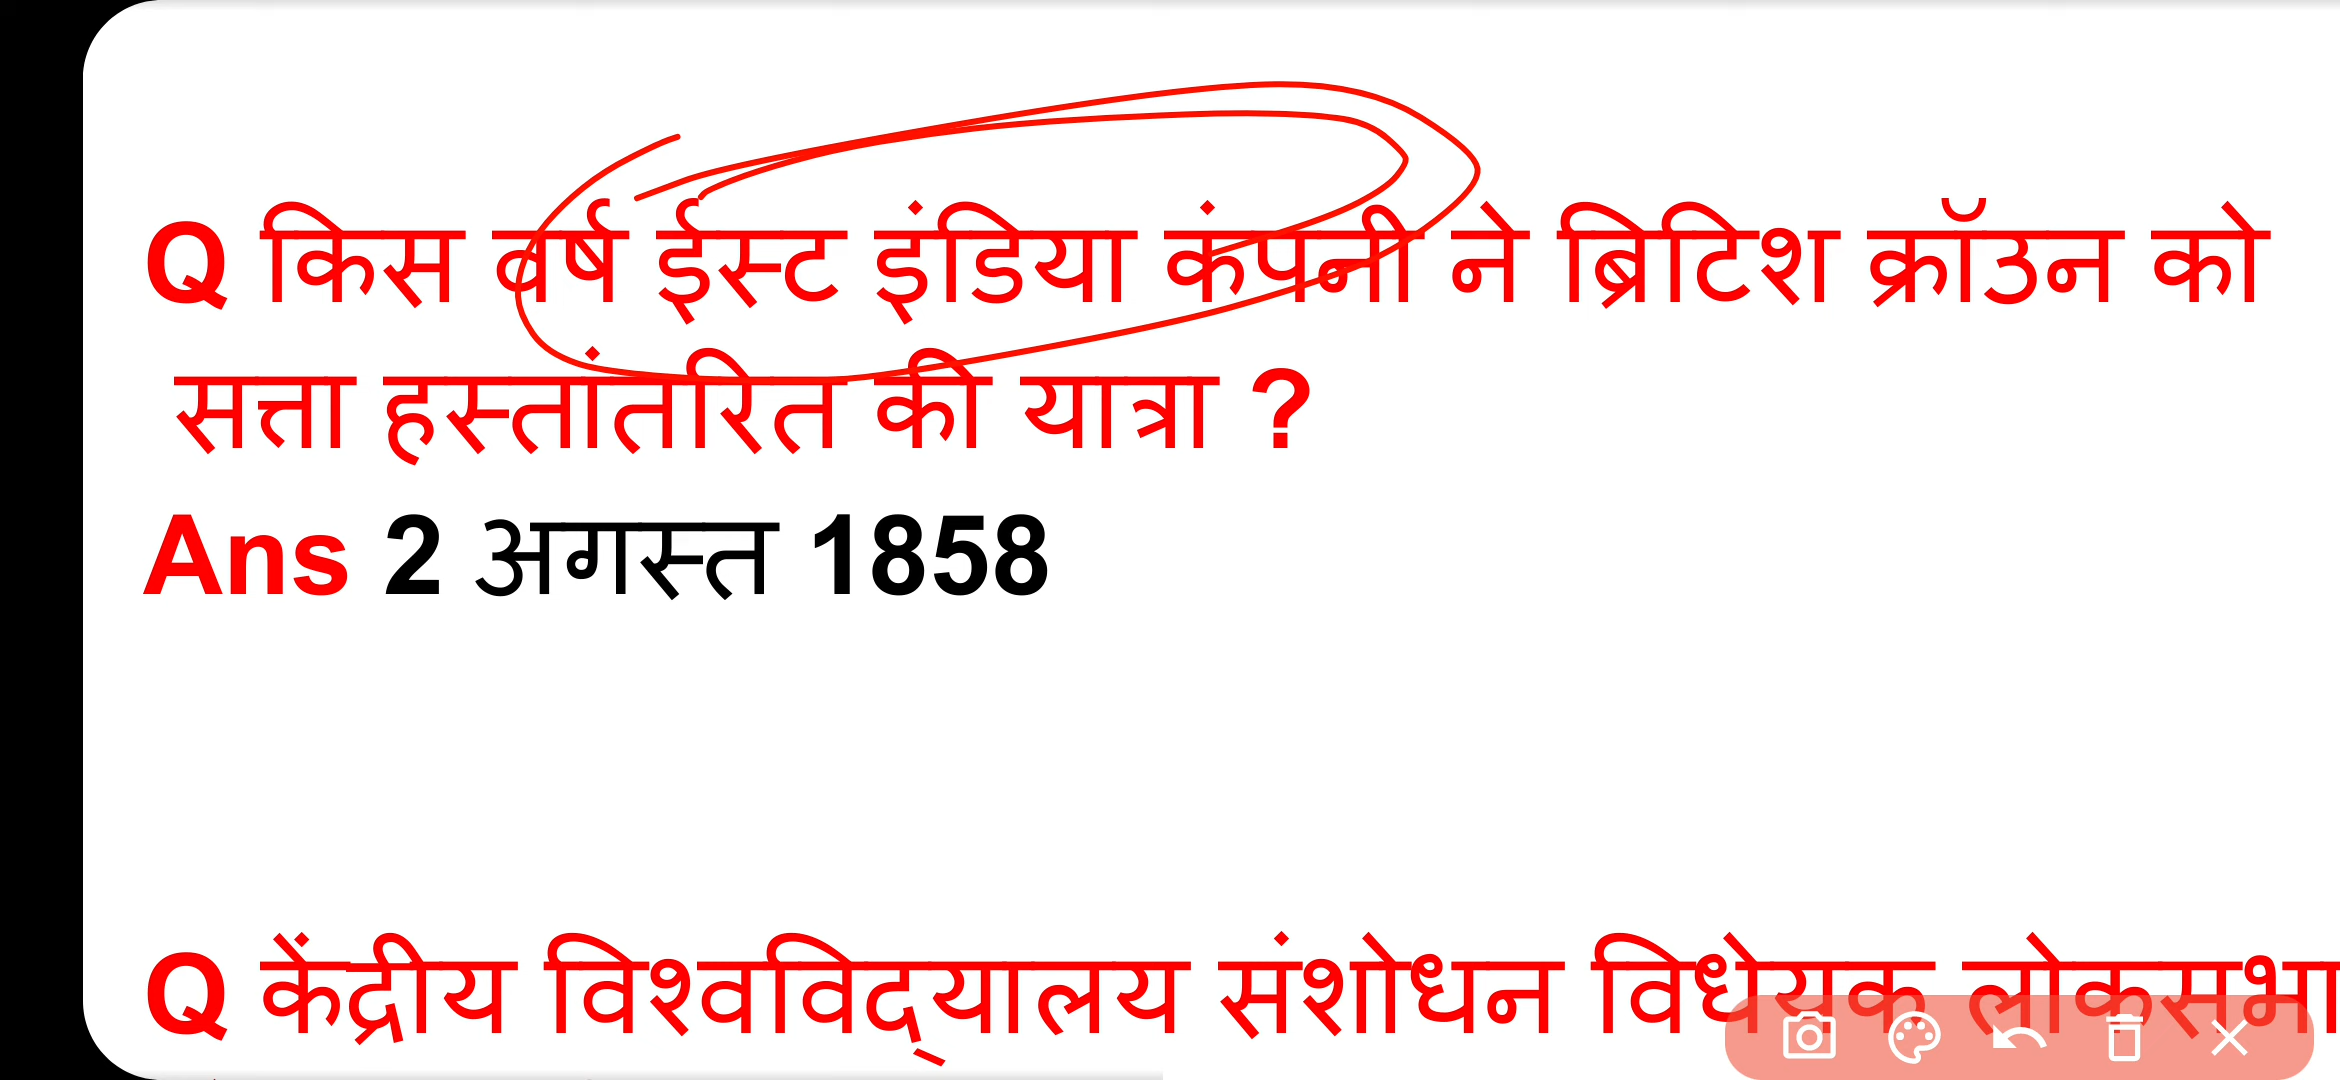 Q किस वर्ष ईस्ट इंडिया कंपनी ने ब्रिटिश क्रॉउन को
सत्ता हस्तांतरित की यात्रा ?
Ans 2 अगस्त 1858
Q केंद्रीय विश्वविद्यालय संशोधन विधेयक लोकसभा